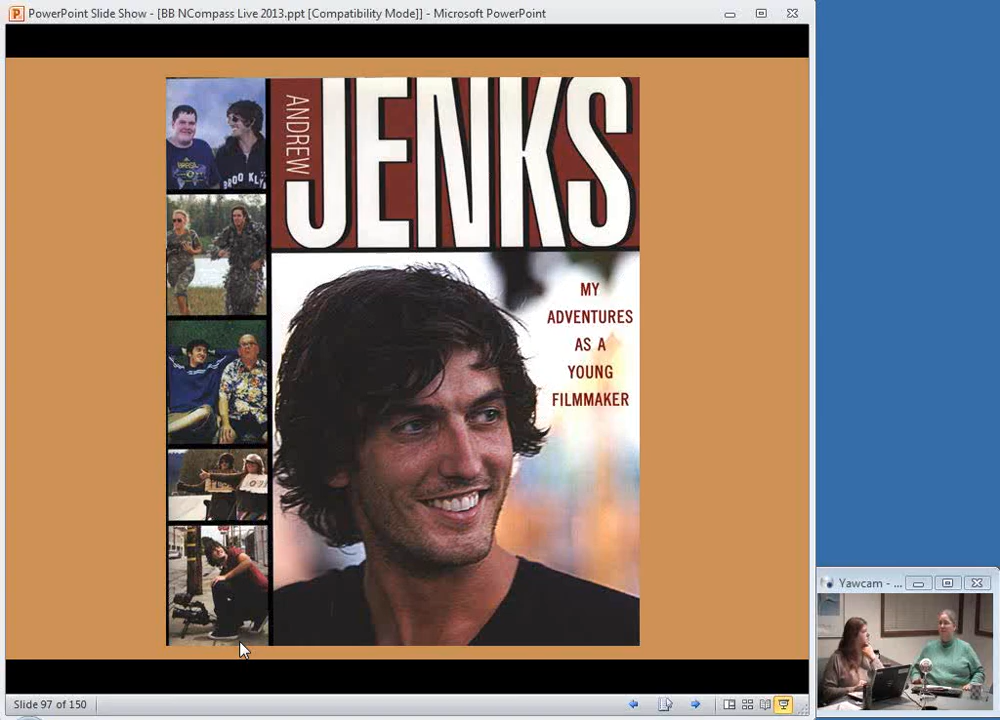 PowerPoint Slide Show - [BB NCompass Live 2013.ppt [Compatibility Mode]] - Microsoft PowerPoint
ANDREW
JENKS
BROOKLY
MY
ADVENTURES
AS A
YOUNG
FILMMAKER
Yawcam - ...
Slide 97 of 150